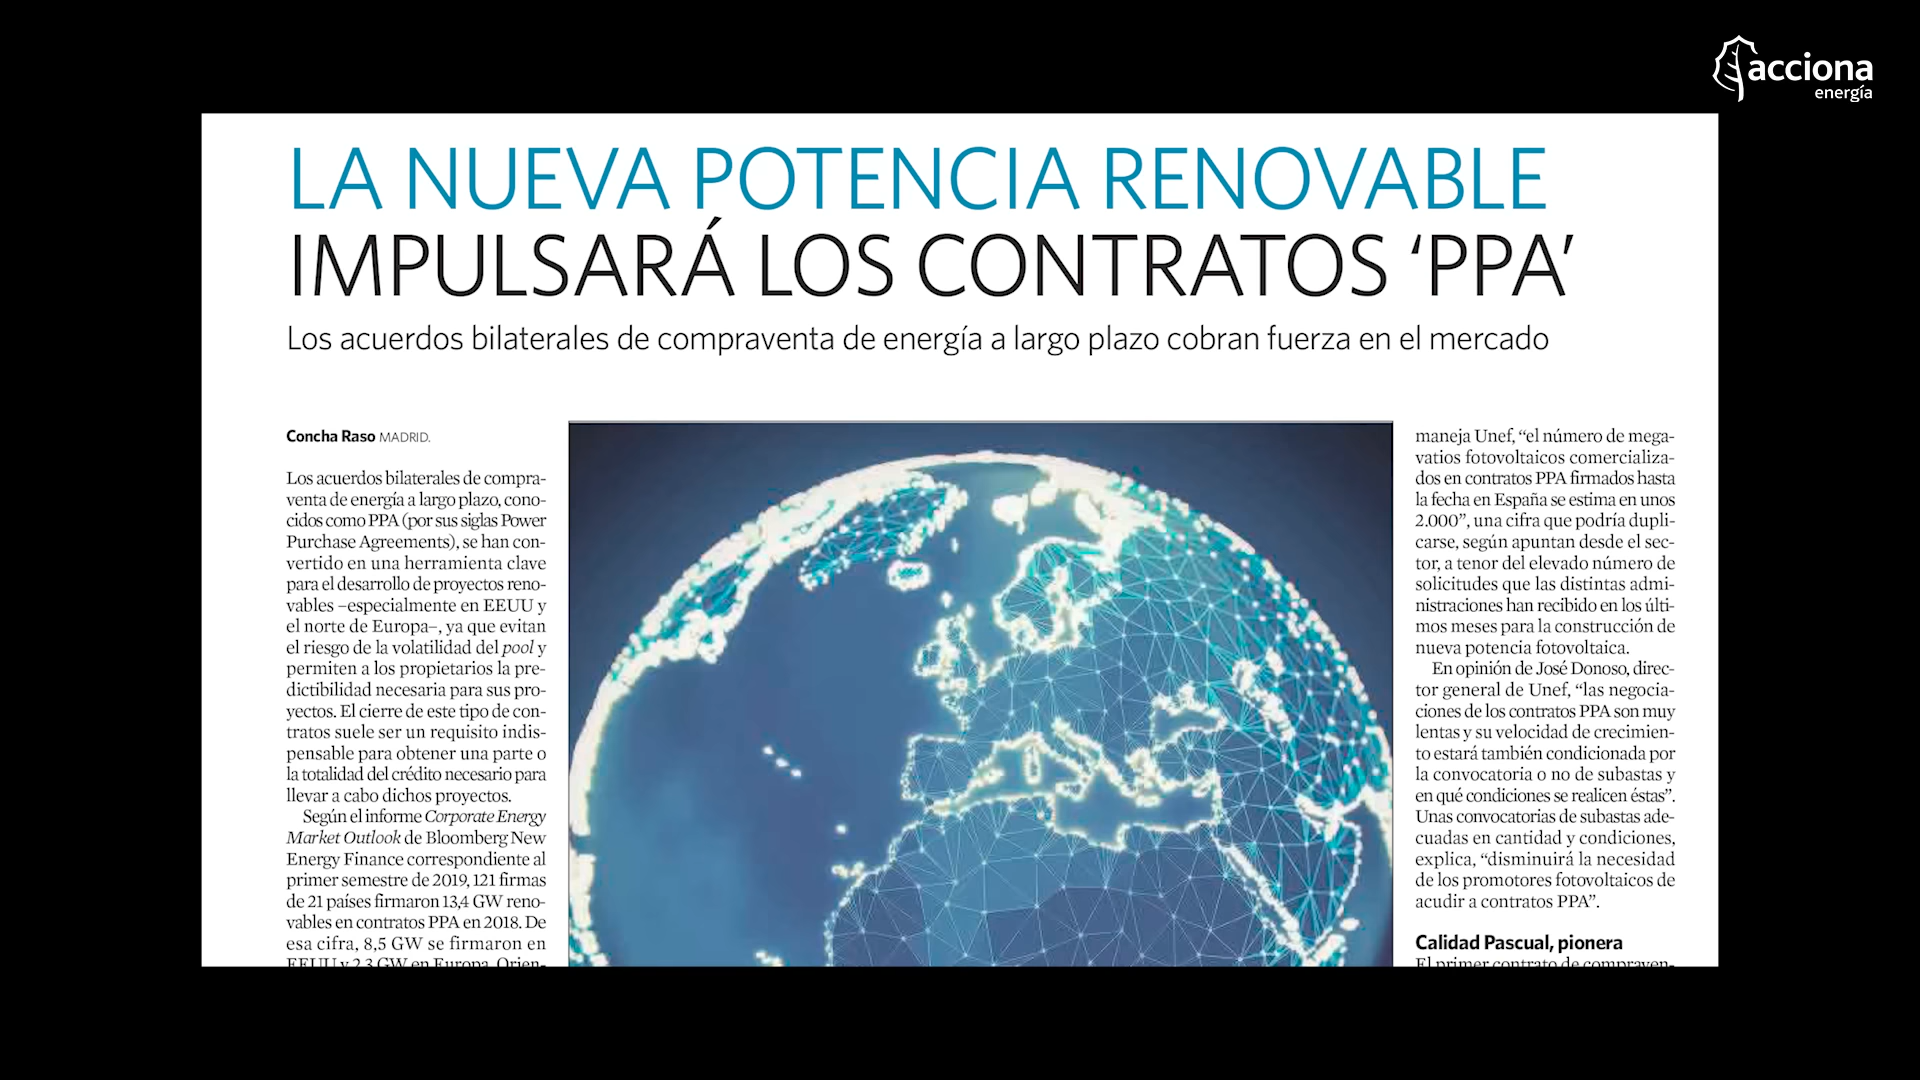 acciona
energía
LA NUEVA POTENCIA RENOVABLE
IMPULSARÁ LOS CONTRATOS ‘PPA’
Los acuerdos bilaterales de compraventa de energía a largo plazo cobran fuerza en el mercado
Concha Raso MADRID.
Los acuerdos bilaterales de compra-
venta de energía a largo plazo, cono-
cidos como PPA (por sus siglas Power
Purchase Agreements), se han con-
vertido en una herramienta clave
para el desarrollo de proyectos reno-
vables –especialmente en EEUU y
el norte de Europa–, ya que evitan
el riesgo de la volatilidad del pool y
permiten a los propietarios la pre-
dictibilidad necesaria para sus pro-
yectos. El cierre de este tipo de con-
tratos suele ser un requisito indis-
pensable para obtener una parte o
la totalidad del crédito necesario para
llevar a cabo dichos proyectos.
Según el informe Corporate Energy
Market Outlook de Bloomberg New
Energy Finance correspondiente al
primer semestre de 2019, 121 firmas
de 21 países firmaron 13,4 GW reno-
vables en contratos PPA en 2018. De
esa cifra, 8,5 GW se firmaron en
EEUU y 2,3 GW en Europa, Orien-
maneja Unef, “el número de mega-
vatios fotovoltaicos comercializa-
dos en contratos PPA firmados hasta
la fecha en España se estima en unos
2.000”, una cifra que podría dupli-
carse, según apuntan desde el sec-
tor, a tenor del elevado número de
solicitudes que las distintas admi-
nistraciones han recibido en los últi-
mos meses para la construcción de
nueva potencia fotovoltaica.
En opinión de José Donoso, direc-
tor general de Unef, “las negocia-
ciones de los contratos PPA son muy
lentas y su velocidad de crecimien-
to estará también condicionada por
la convocatoria o no de subastas y
en qué condiciones se realicen éstas”.
Unas convocatorias de subastas ade-
cuadas en cantidad y condiciones,
explica, “disminuirá la necesidad
de los promotores fotovoltaicos de
acudir a contratos PPA”.
Calidad Pascual, pionera
El primer contrato de compraven-